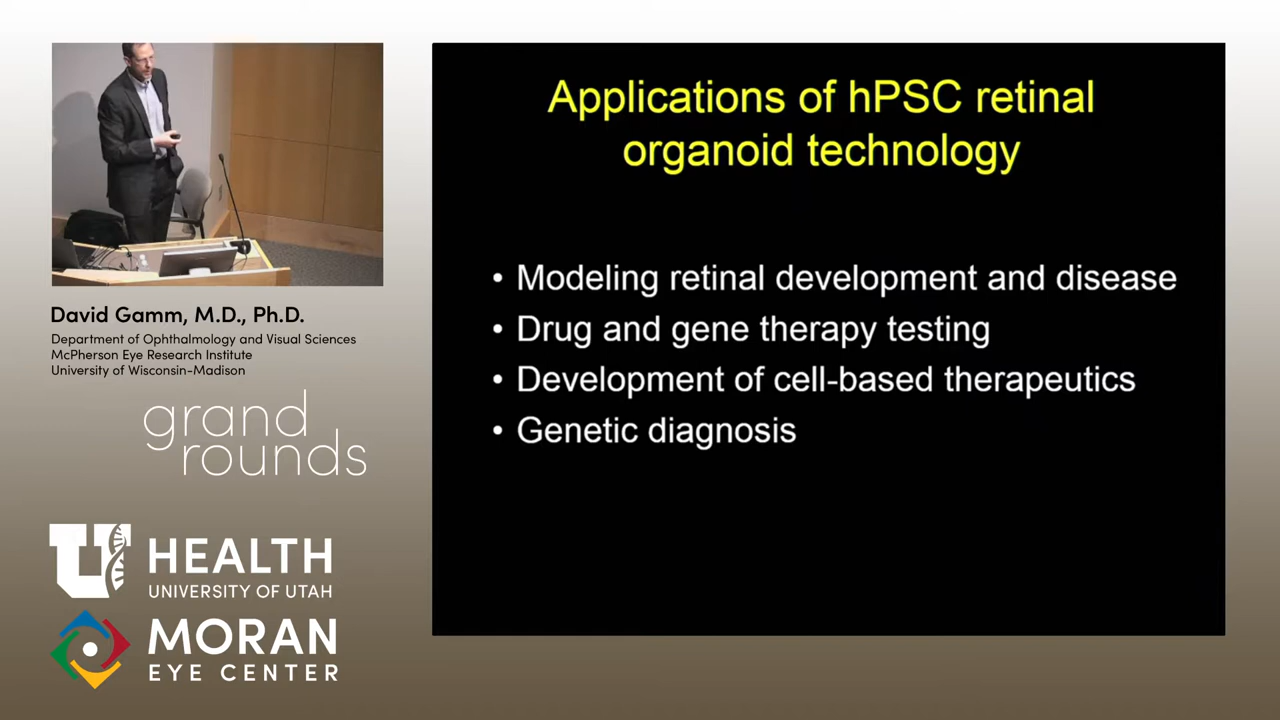 David Gamm, M.D., Ph.D.
Department of Ophthalmology and Visual Sciences
McPherson Eye Research Institute
University of Wisconsin-Madison
grand
rounds
U HEALTH
UNIVERSITY OF UTAH
MORAN
EYE CENTER
Applications of hPSC retinal
organoid technology
• Modeling retinal development and disease
• Drug and gene therapy testing
• Development of cell-based therapeutics
• Genetic diagnosis